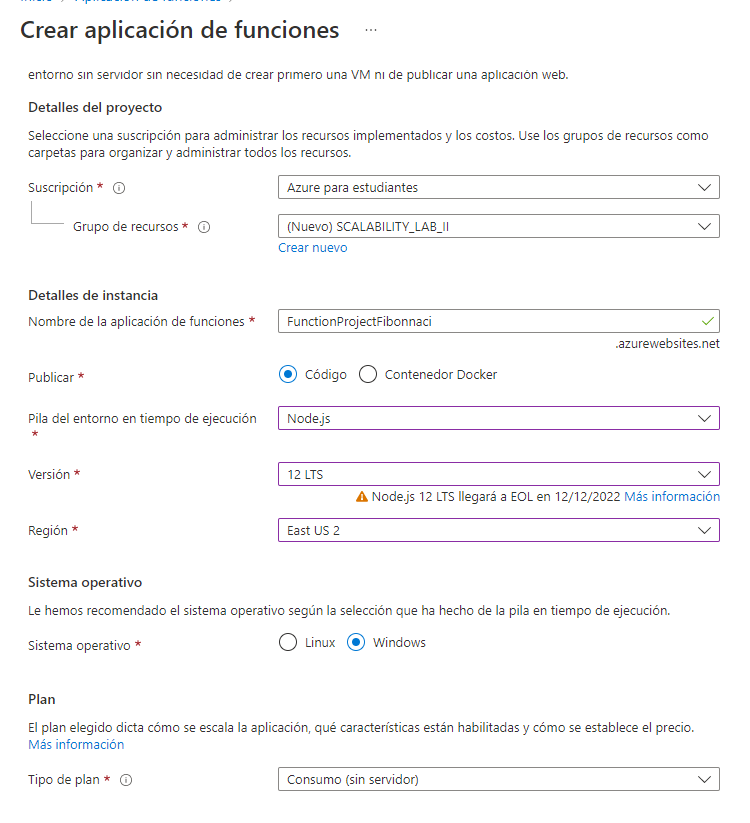 Inicio > Aplicación de funciones >
Crear aplicación de funciones ...
entorno sin servidor sin necesidad de crear primero una VM ni de publicar una aplicación web.
Detalles del proyecto
Seleccione una suscripción para administrar los recursos implementados y los costos. Use los grupos de recursos como
carpetas para organizar y administrar todos los recursos.
Suscripción * Azure para estudiantes
Grupo de recursos * (Nuevo) SCALABILITY_LAB_II
Crear nuevo
Detalles de instancia
Nombre de la aplicación de funciones * FunctionProjectFibonnaci
.azurewebsites.net
Publicar * Código Contenedor Docker
Pila del entorno en tiempo de ejecución * Node.js
Versión * 12 LTS
Node.js 12 LTS llegará a EOL en 12/12/2022 Más información
Región * East US 2
Sistema operativo
Le hemos recomendado el sistema operativo según la selección que ha hecho de la pila en tiempo de ejecución.
Sistema operativo * Linux Windows
Plan
El plan elegido dicta cómo se escala la aplicación, qué características están habilitadas y cómo se establece el precio.
Más información
Tipo de plan * Consumo (sin servidor)